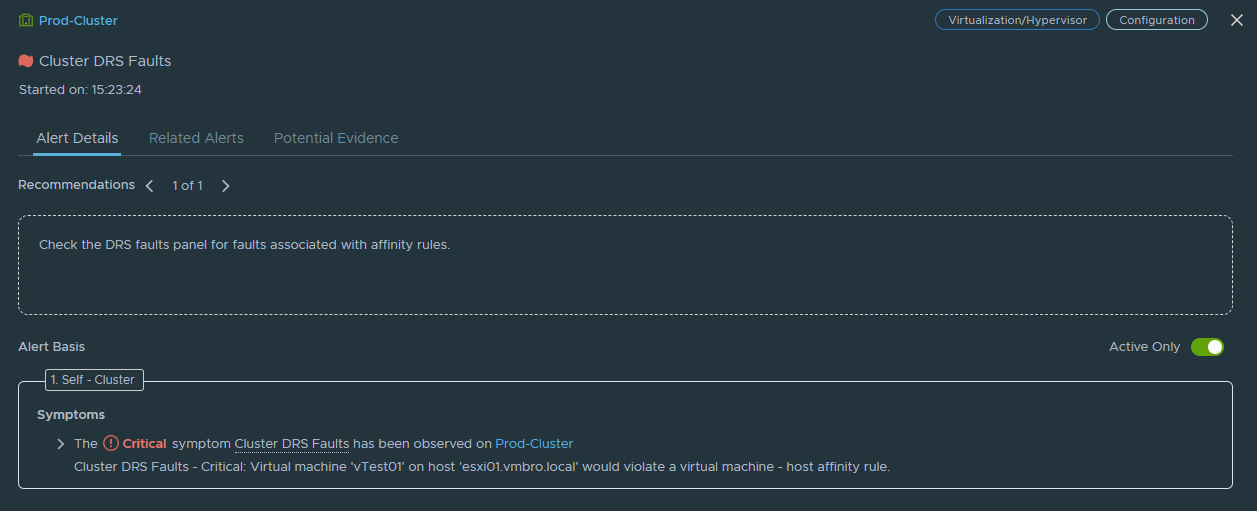 Prod-Cluster
Virtualization/Hypervisor
Configuration
Cluster DRS Faults
Started on: 15:23:24
Alert Details
Related Alerts
Potential Evidence
Recommendations
1 of 1
Check the DRS faults panel for faults associated with affinity rules.
Alert Basis
Active Only
1. Self - Cluster
Symptoms
The Critical symptom Cluster DRS Faults has been observed on Prod-Cluster
Cluster DRS Faults - Critical: Virtual machine 'vTest01' on host 'esxi01.vmbro.local' would violate a virtual machine - host affinity rule.